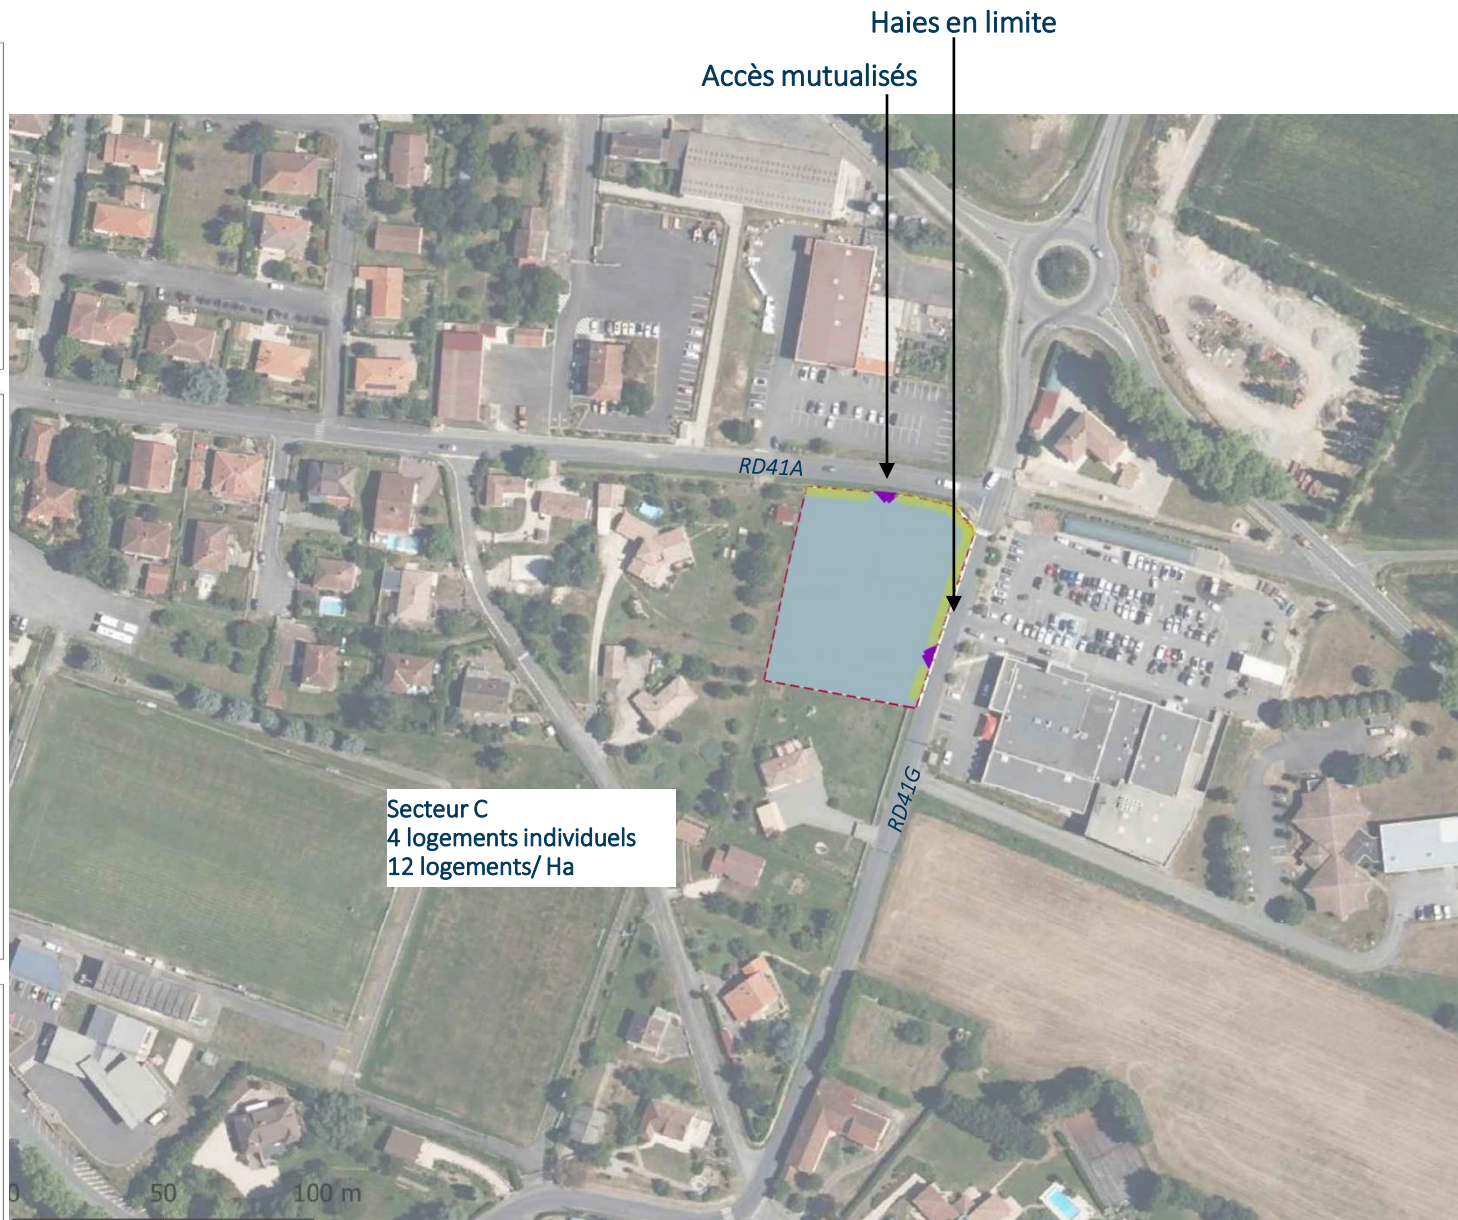 Haies en limite
Accès mutualisés
RD41A
RD41G
Secteur C
4 logements individuels
12 logements/ Ha
0 50 100 m